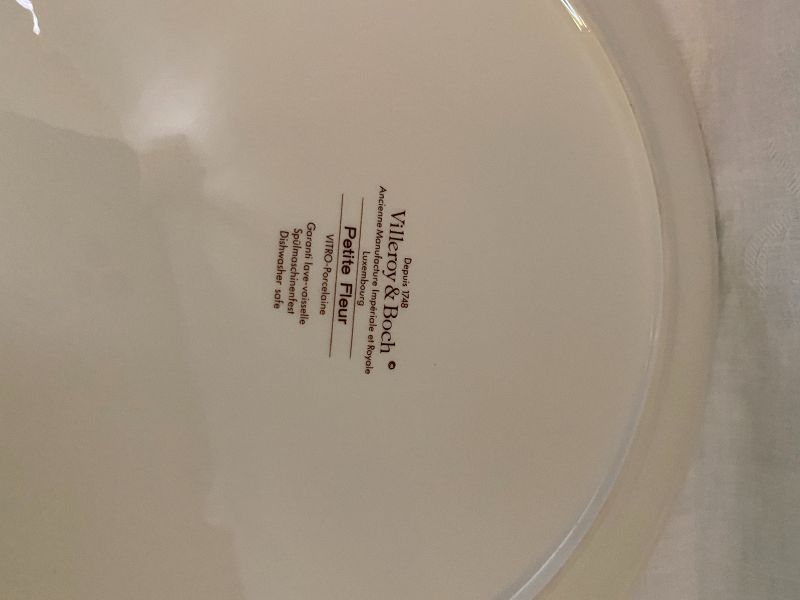 Depuis 1748
Villeroy & Boch ©
Ancienne Manufacture Impériale et Royale
Luxembourg
Petite Fleur
VITRO-Porcelaine
Garanti lave-vaisselle
Spülmaschinenfest
Dishwasher safe